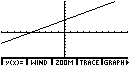 y(x)= WIND ZOOM TRACE GRAPH